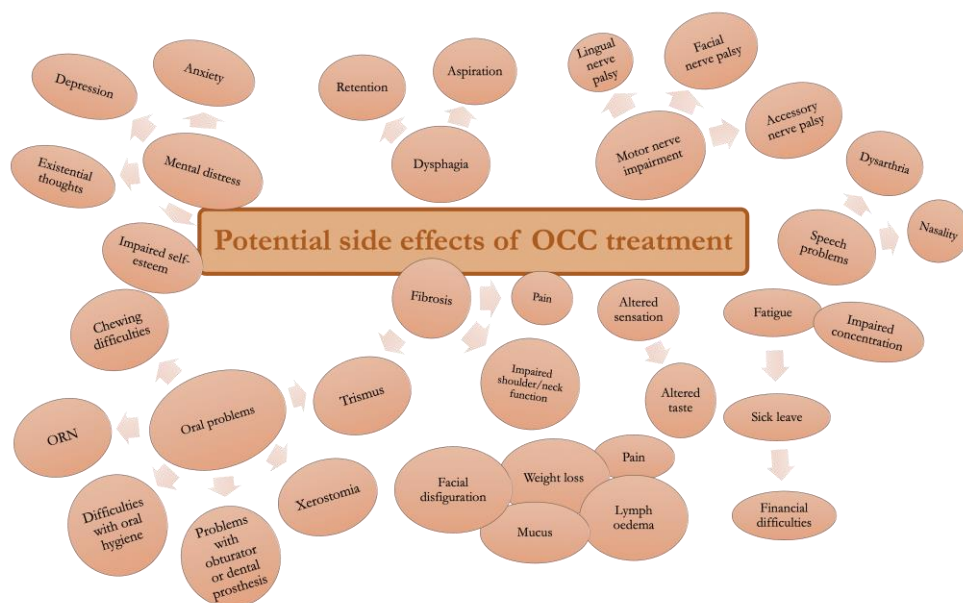 Depression
Anxiety
Existential
thoughts
Mental distress
Impaired self-
esteem
Retention
Aspiration
Dysphagia
Lingual
nerve
palsy
Facial
nerve palsy
Motor nerve
impairment
Accessory
nerve palsy
Dysarthria
Nasality
Speech
problems
Potential side effects of OCC treatment
Chewing
difficulties
ORN
Oral problems
Difficulties
with oral
hygiene
Problems
with
obturator
or dental
prosthesis
Xerostomia
Trismus
Fibrosis
Pain
Impaired
shoulder/neck
function
Altered
sensation
Altered
taste
Fatigue
Impaired
concentration
Sick leave
Financial
difficulties
Facial
disfiguration
Weight loss
Pain
Mucus
Lymph
oedema